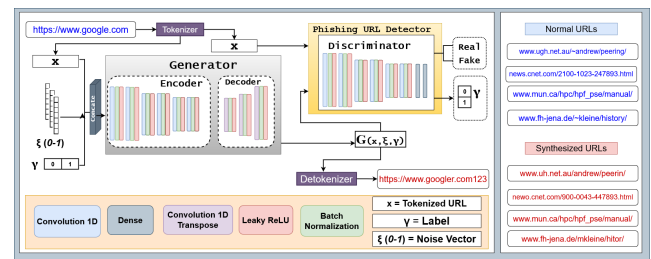 https://www.google.com
Tokenizer
x
x
Phishing URL Detector
Discriminator
Real
Fake
0
1
γ
Generator
Encoder
Decoder
Concate
ξ (0-1)
γ
0 1
G(x,ξ,γ)
Detokenizer
https://www.googler.com123
Convolution 1D
Dense
Convolution 1D
Transpose
Leaky ReLU
Batch
Normalization
x = Tokenized URL
γ = Label
ξ (0-1) = Noise Vector
Normal URLs
www.ugh.net.au/~andrew/peering/
news.cnet.com/2100-1023-247893.html
www.mun.ca/hpc/hpf_pse/manual/
www.fh-jena.de/~kleine/history/
Synthesized URLs
www.uh.net.au/andrew/peerin/
newo.cnet.com/900-0043-447893.html
www.mun.ca/hpc/hpf_pse/manual/
www.fh-jena.de/mkleine/hitor/